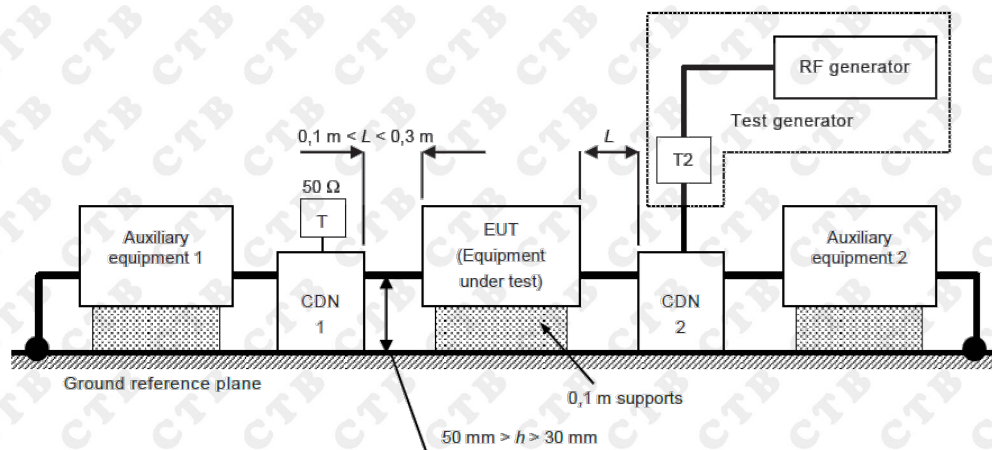 RF generator
Test generator
0,1 m < L < 0,3 m
L
T2
50 Ω
T
Auxiliary
equipment 1
EUT
(Equipment
under test)
Auxiliary
equipment 2
CDN
1
CDN
2
Ground reference plane
0,1 m supports
50 mm > h > 30 mm
CTB